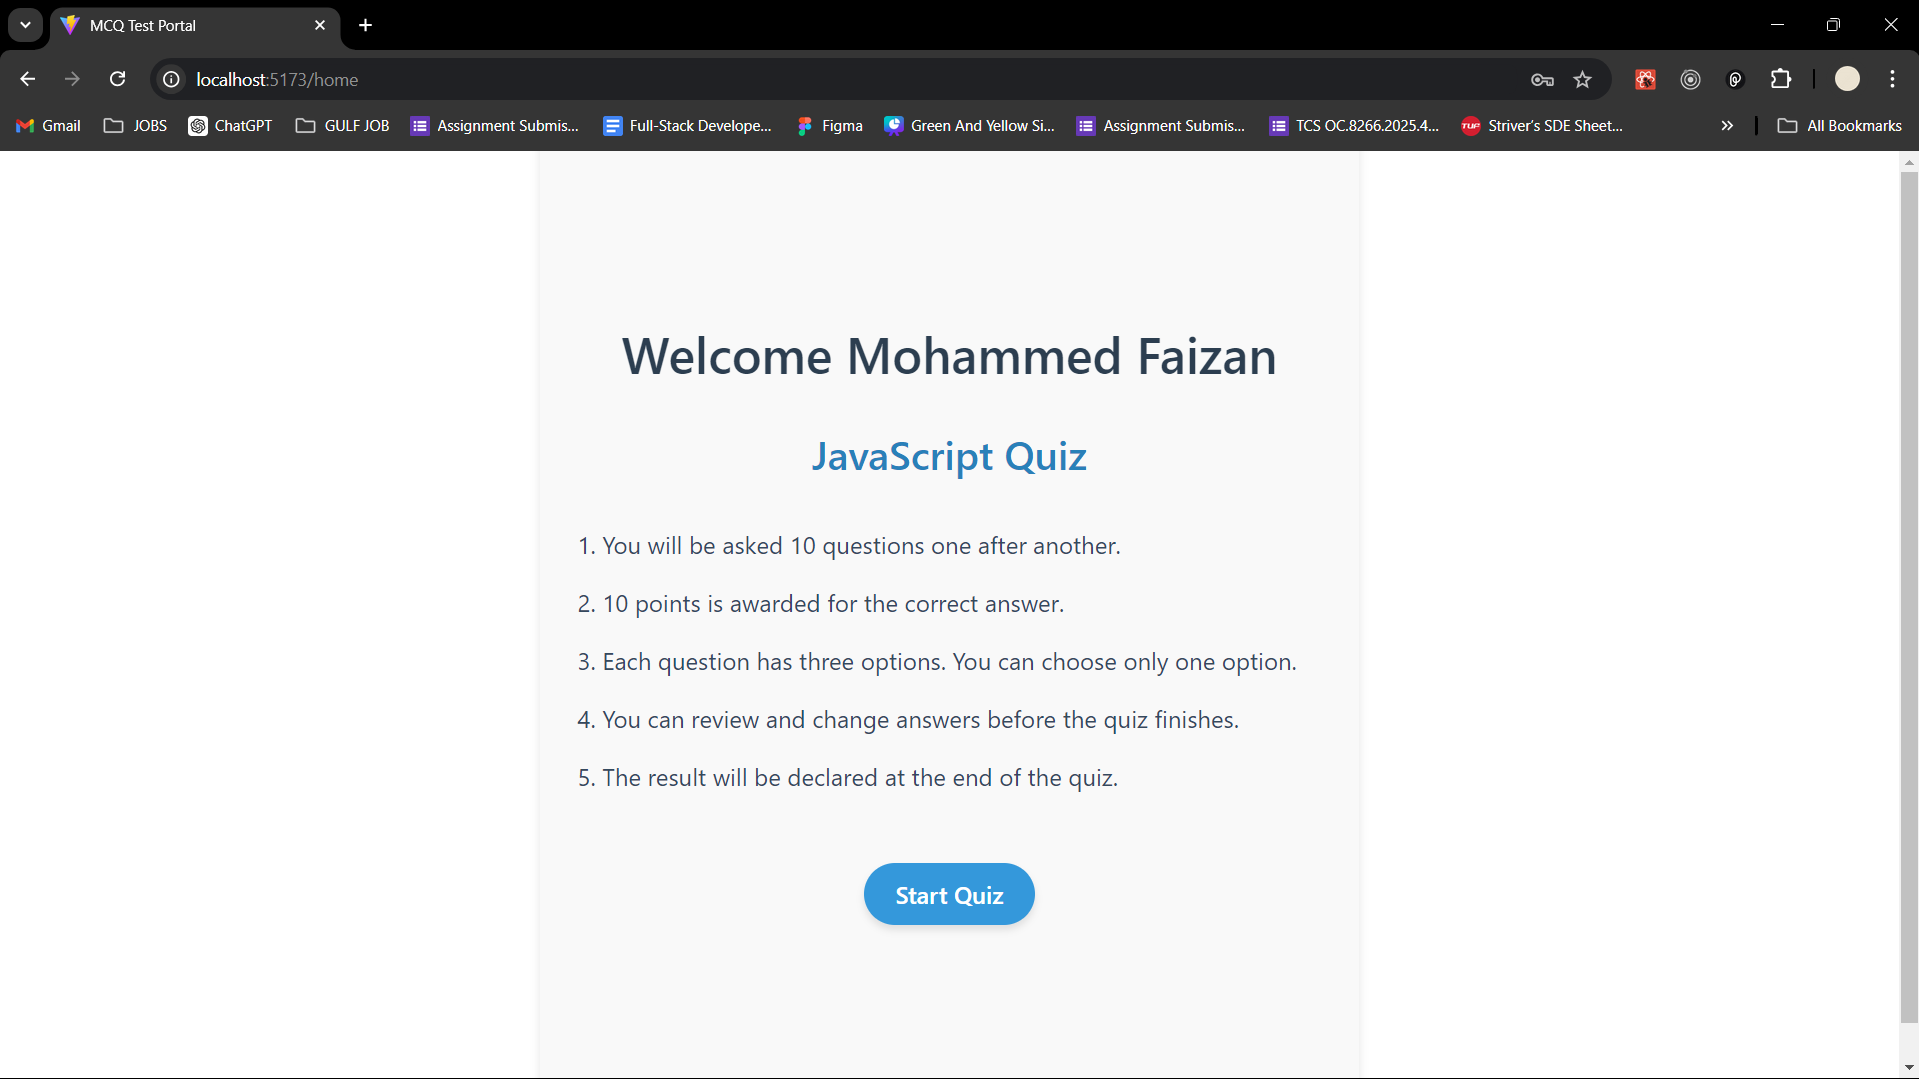 MCQ Test Portal
localhost:5173/home
Gmail JOBS ChatGPT GULF JOB Assignment Submis... Full-Stack Develope... Figma Green And Yellow Si... Assignment Submis... TCS OC.8266.2025.4... TUF Striver's SDE Sheet... All Bookmarks
Welcome Mohammed Faizan
JavaScript Quiz
1. You will be asked 10 questions one after another.
2. 10 points is awarded for the correct answer.
3. Each question has three options. You can choose only one option.
4. You can review and change answers before the quiz finishes.
5. The result will be declared at the end of the quiz.
Start Quiz